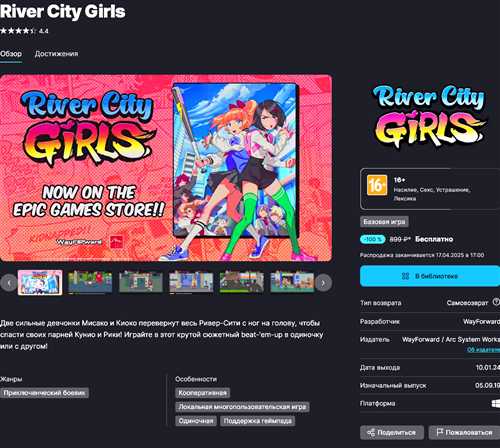 River City Girls
4.4
Обзор
Достижения
River City
GIRLS
NOW ON THE
EPIC GAMES STORE!!
WayForward
River City
GIRLS
16+
16+
Насилие, Секс, Устрашение,
Лексика
Базовая игра
-100 %
899 ₽*
Бесплатно
Распродажа заканчивается 17.04.2025 в 17:00
В библиотеке
Тип возврата
Самовозврат
Разработчик
WayForward
Издатель
WayForward / Arc System Works
Об издателе
Дата выхода
10.01.24
Изначальный выпуск
05.09.19
Платформа
Поделиться
Пожаловаться
Две сильные девчонки Мисако и Киоко перевернут весь Ривер-Сити с ног на голову, чтобы
спасти своих парней Кунио и Рики! Играйте в этот крутой сюжетный beat-'em-up в одиночку
или с другом!
Жанры
Приключенческий боевик
Особенности
Кооперативная
Локальная многопользовательская игра
Одиночная
Поддержка геймпада